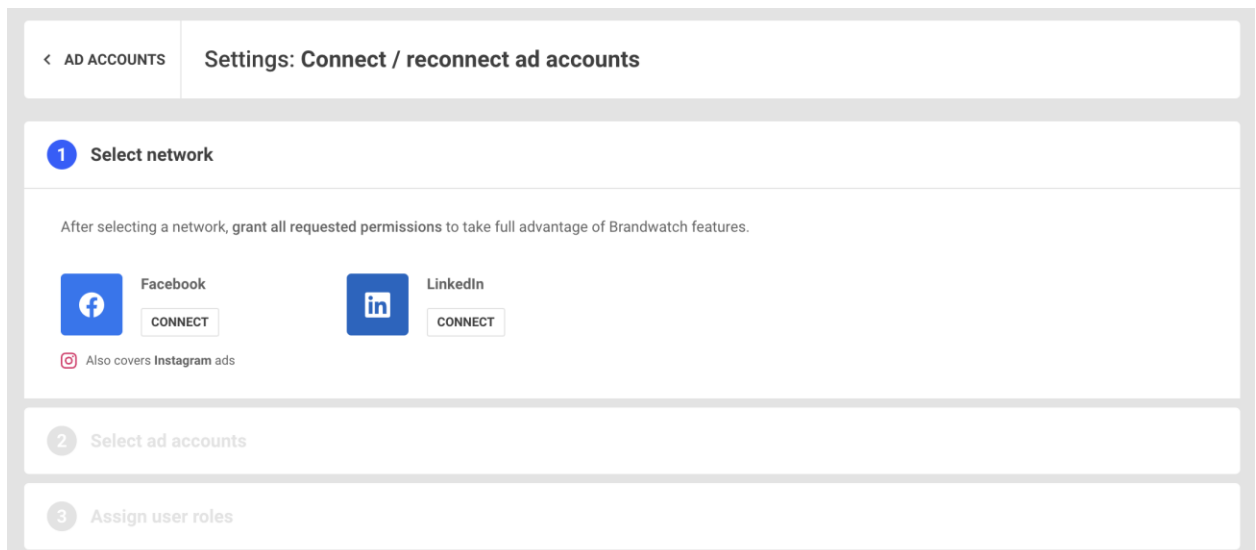 AD ACCOUNTS
Settings: Connect / reconnect ad accounts
1 Select network
After selecting a network, grant all requested permissions to take full advantage of Brandwatch features.
Facebook
CONNECT
LinkedIn
CONNECT
Also covers Instagram ads
2 Select ad accounts
3 Assign user roles